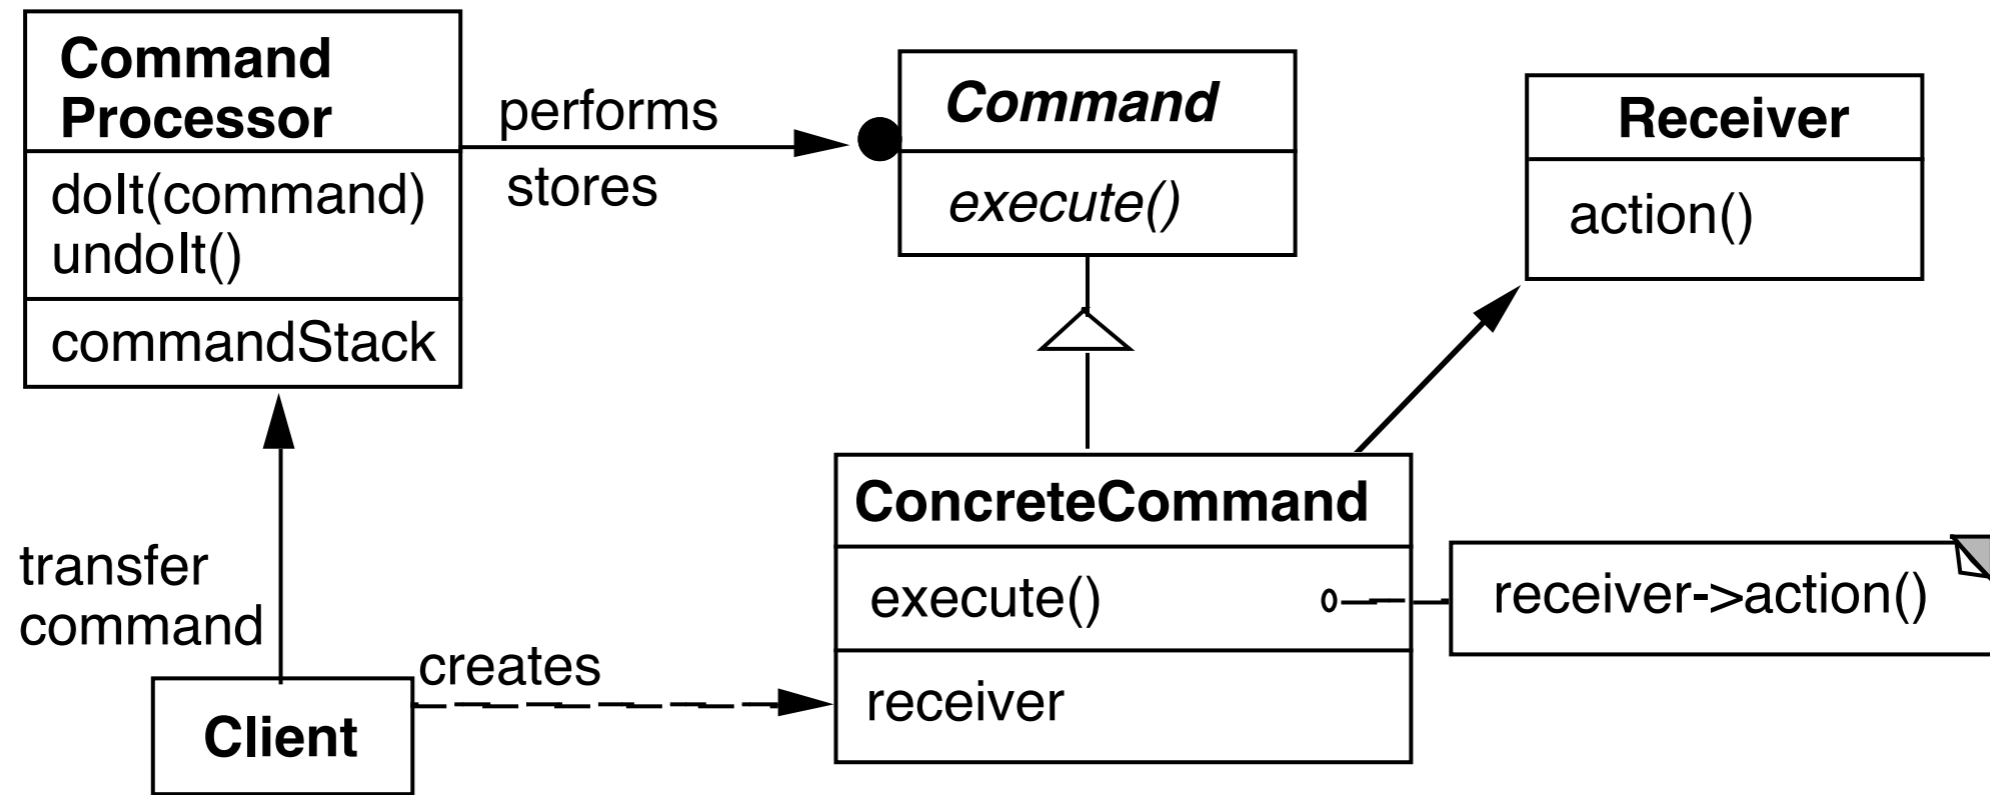 Command
Processor
doIt(command)
undoIt()
commandStack
performs
stores
Command
execute()
Receiver
action()
transfer
command
Client
creates
ConcreteCommand
execute()
receiver
receiver->action()